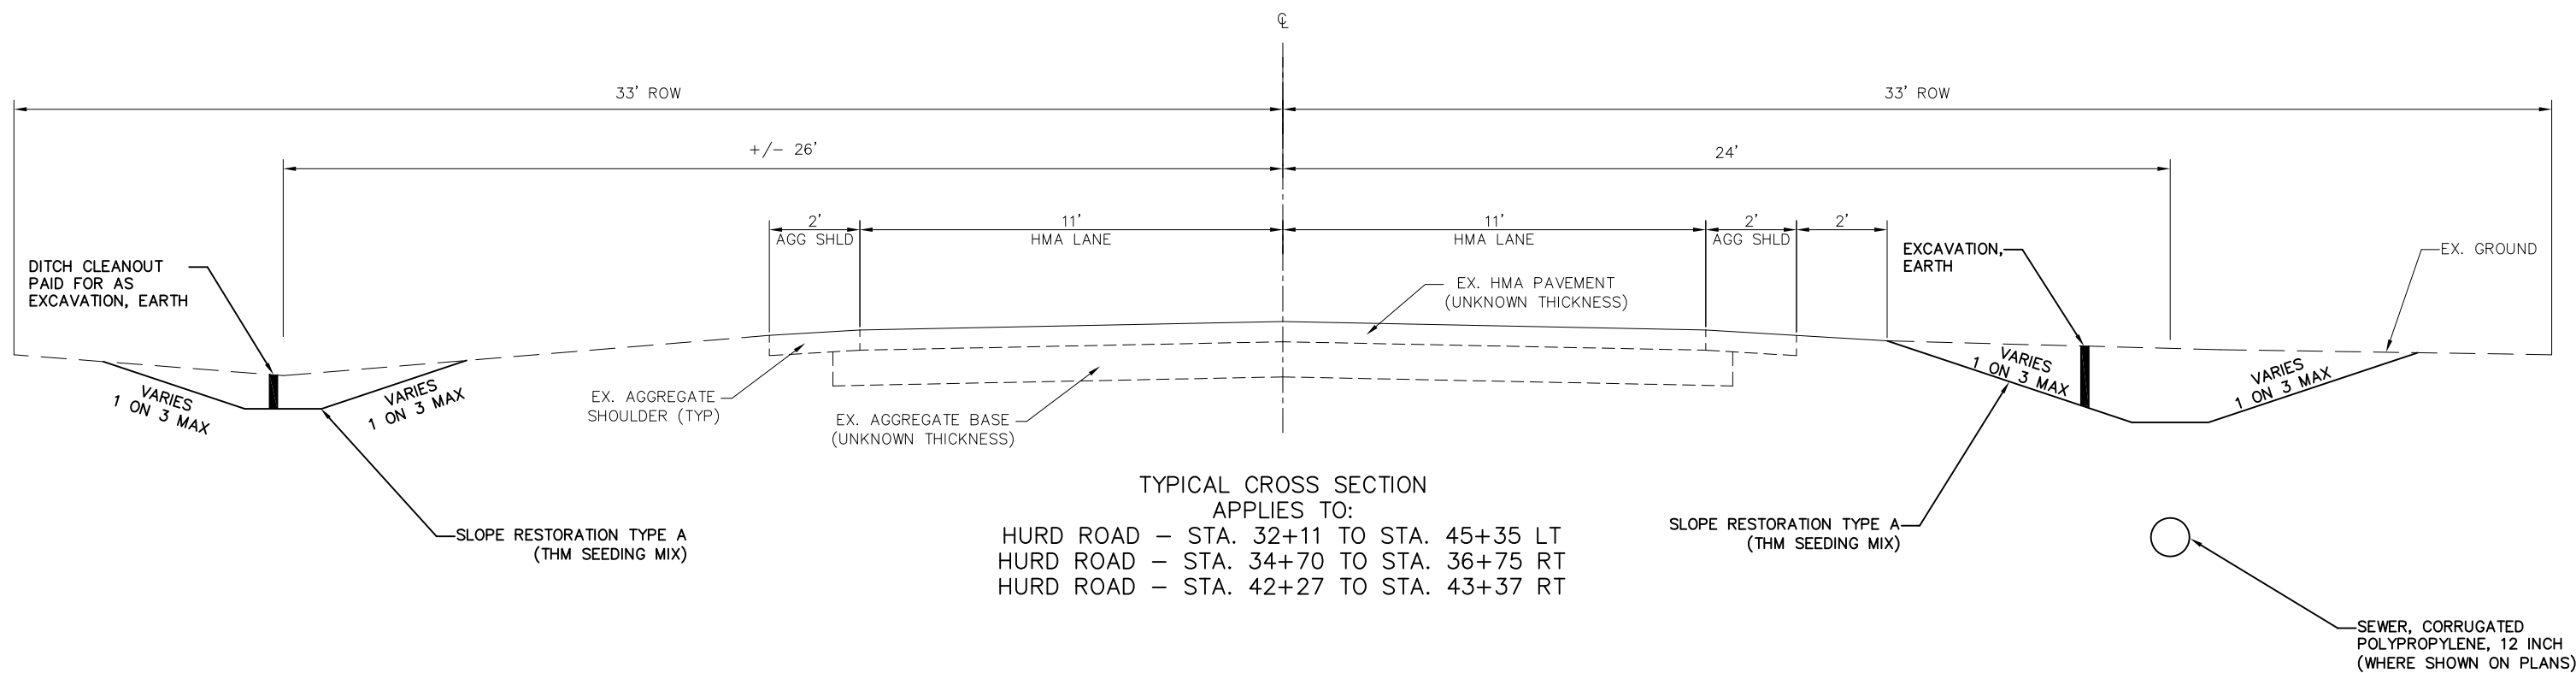 ℄
33' ROW
33' ROW
+/- 26'
24'
2'
AGG SHLD
11'
HMA LANE
11'
HMA LANE
2'
AGG SHLD
2'
DITCH CLEANOUT
PAID FOR AS
EXCAVATION, EARTH
EXCAVATION,
EARTH
EX. GROUND
EX. HMA PAVEMENT
(UNKNOWN THICKNESS)
VARIES
1 ON 3 MAX
VARIES
1 ON 3 MAX
EX. AGGREGATE
SHOULDER (TYP)
EX. AGGREGATE BASE
(UNKNOWN THICKNESS)
VARIES
1 ON 3 MAX
VARIES
1 ON 3 MAX
SLOPE RESTORATION TYPE A
(THM SEEDING MIX)
TYPICAL CROSS SECTION
APPLIES TO:
HURD ROAD – STA. 32+11 TO STA. 45+35 LT
HURD ROAD – STA. 34+70 TO STA. 36+75 RT
HURD ROAD – STA. 42+27 TO STA. 43+37 RT
SLOPE RESTORATION TYPE A
(THM SEEDING MIX)
SEWER, CORRUGATED
POLYPROPYLENE, 12 INCH
(WHERE SHOWN ON PLANS)